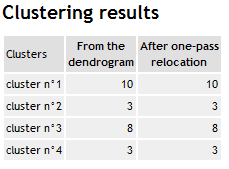 Clustering results
Clusters From the dendrogram After one-pass relocation
cluster n°1 10 10
cluster n°2 3 3
cluster n°3 8 8
cluster n°4 3 3